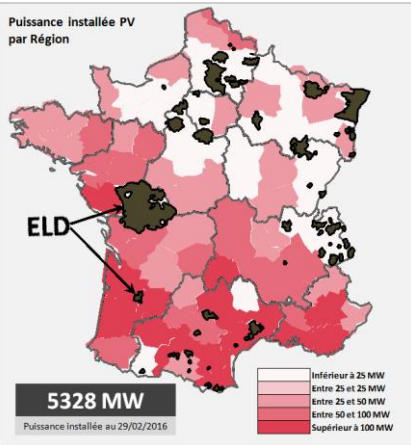 Puissance installée PV
par Région
ELD
5328 MW
Puissance installée au 29/02/2016
Inférieur à 25 MW
Entre 25 et 25 MW
Entre 25 et 50 MW
Entre 50 et 100 MW
Supérieur à 100 MW